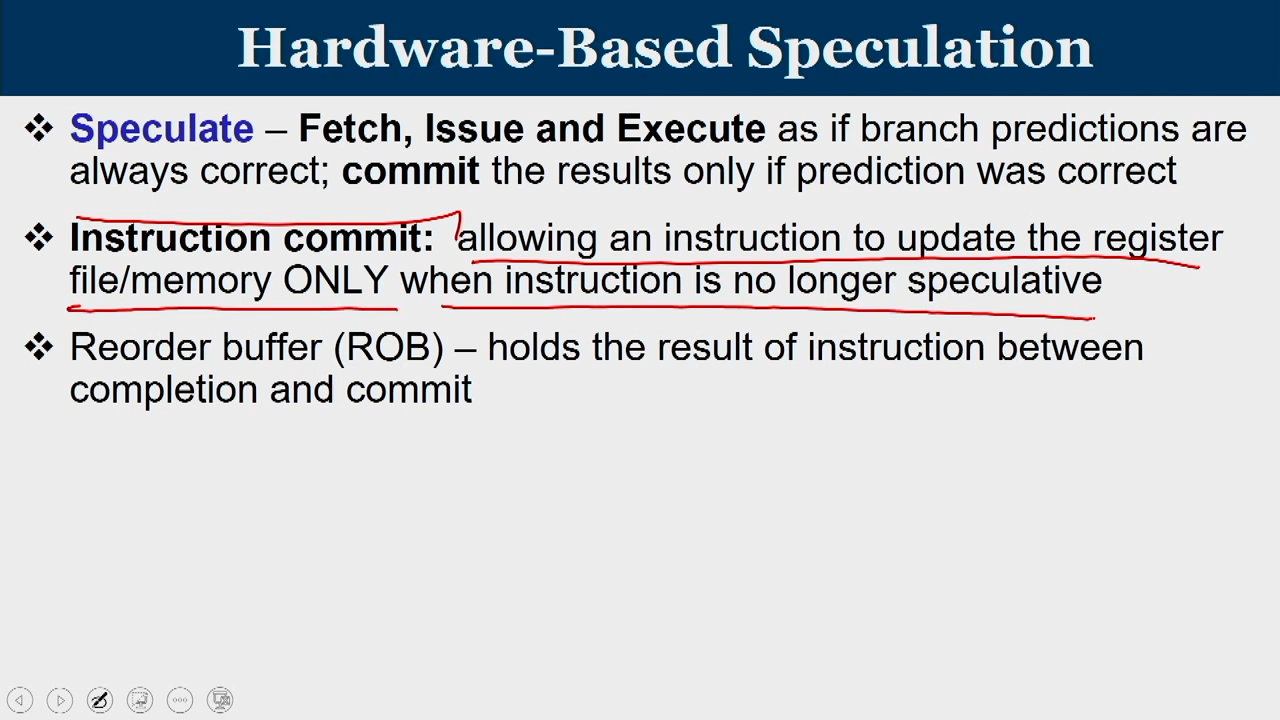 Hardware-Based Speculation
❖ Speculate – Fetch, Issue and Execute as if branch predictions are
always correct; commit the results only if prediction was correct
❖ Instruction commit: allowing an instruction to update the register
file/memory ONLY when instruction is no longer speculative
❖ Reorder buffer (ROB) – holds the result of instruction between
completion and commit